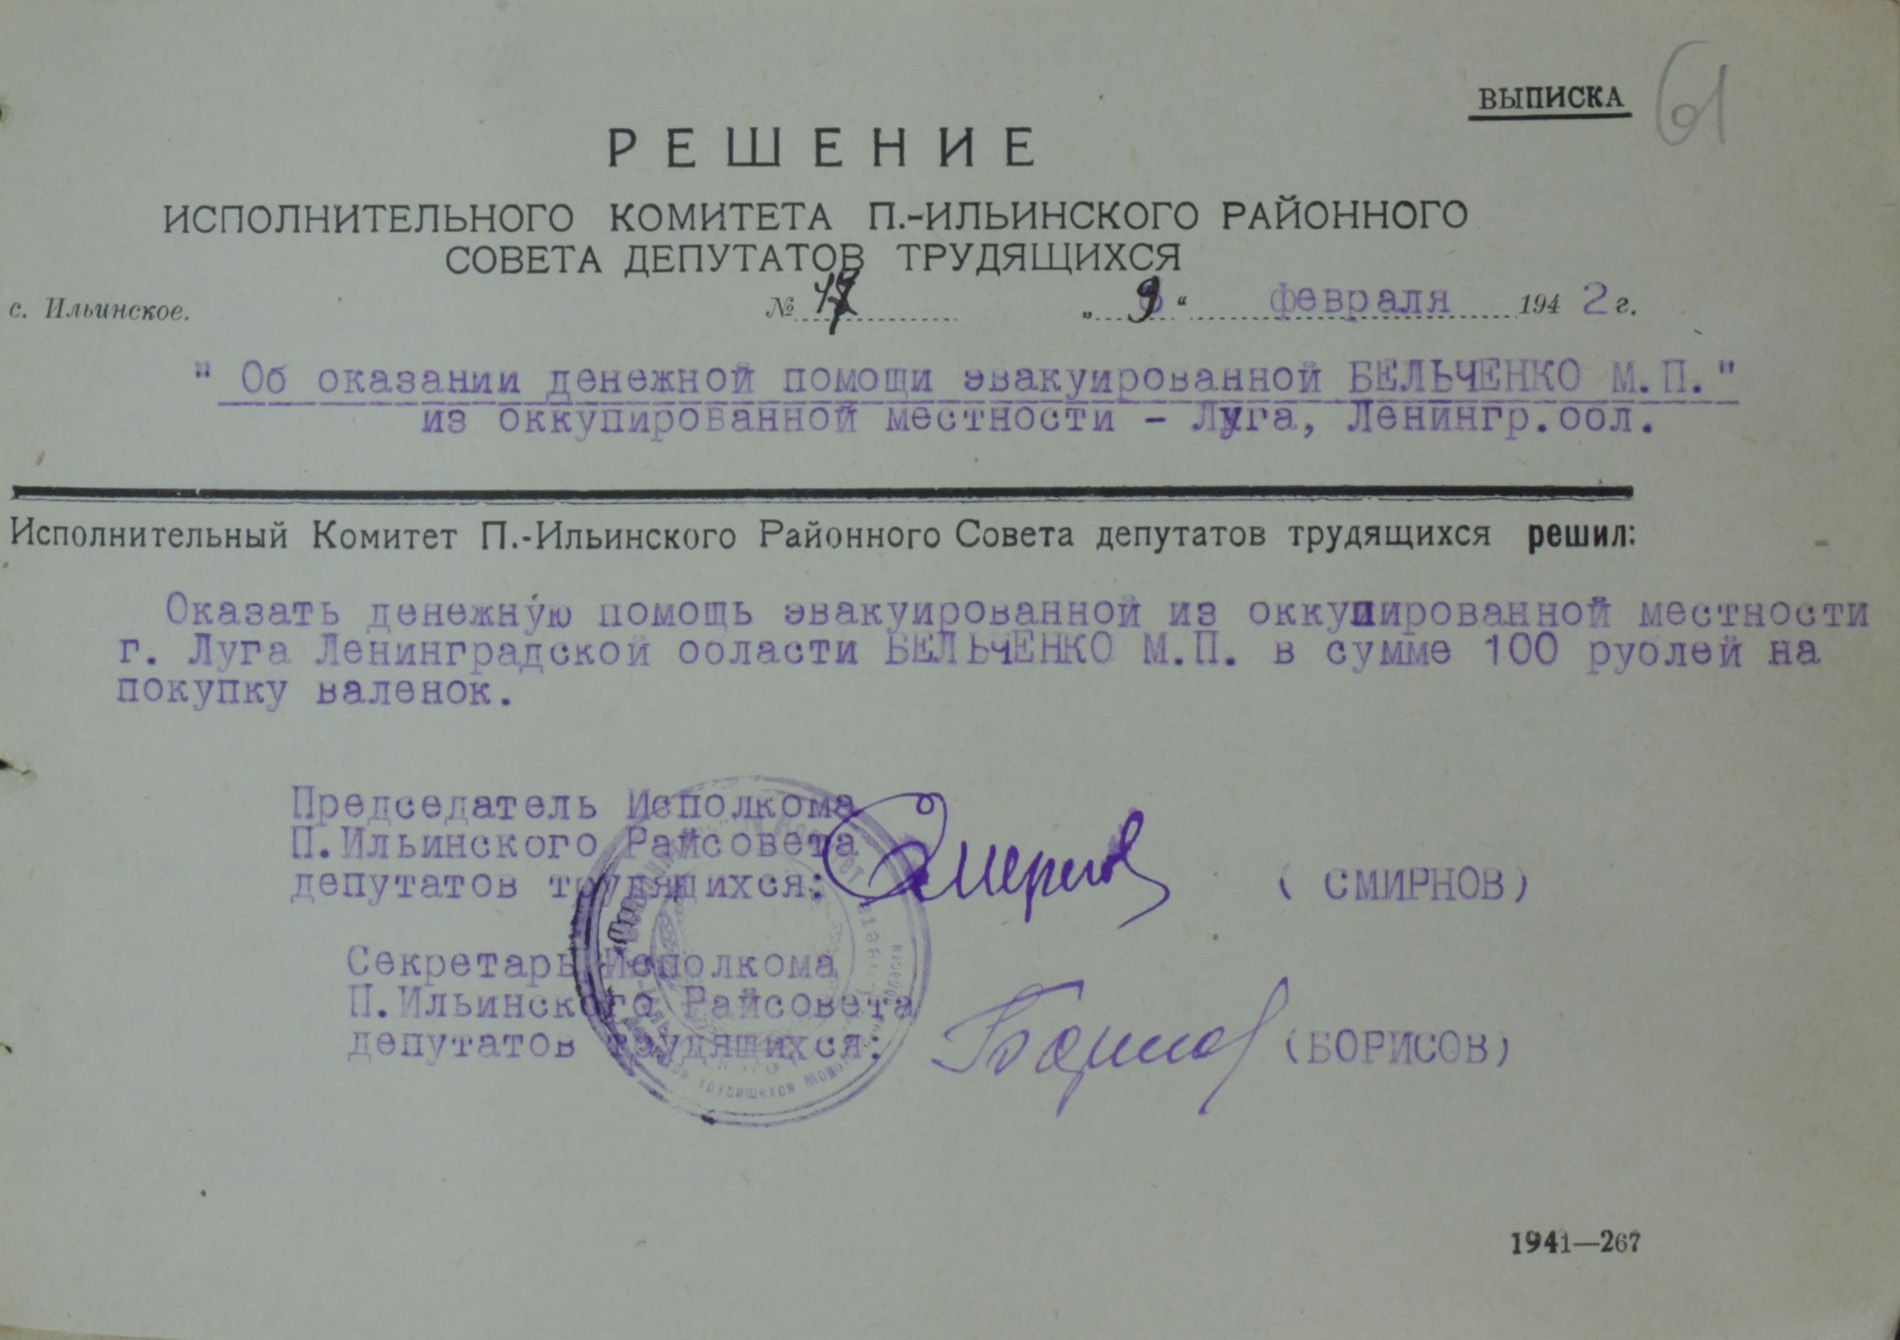 ВЫПИСКА 61
РЕШЕНИЕ
ИСПОЛНИТЕЛЬНОГО КОМИТЕТА П.-ИЛЬИНСКОГО РАЙОННОГО
СОВЕТА ДЕПУТАТОВ ТРУДЯЩИХСЯ
с. Ильинское. № 47 „ 9 “ февраля 1942 г.
" Об оказании денежной помощи эвакуированной БЕЛЬЧЕНКО М.П."
из оккупированной местности - Луга, Ленингр.обл.
Исполнительный Комитет П.-Ильинского Районного Совета депутатов трудящихся решил:
Оказать денежную помощь эвакуированной из оккупированной местности
г. Луга Ленинградской области БЕЛЬЧЕНКО М.П. в сумме 100 рублей на
покупку валенок.
Председатель Исполкома
П.Ильинского Райсовета
депутатов трудящихся: (СМИРНОВ)
Секретарь Исполкома
П.Ильинского Райсовета
депутатов трудящихся: (БОРИСОВ)
1941—267